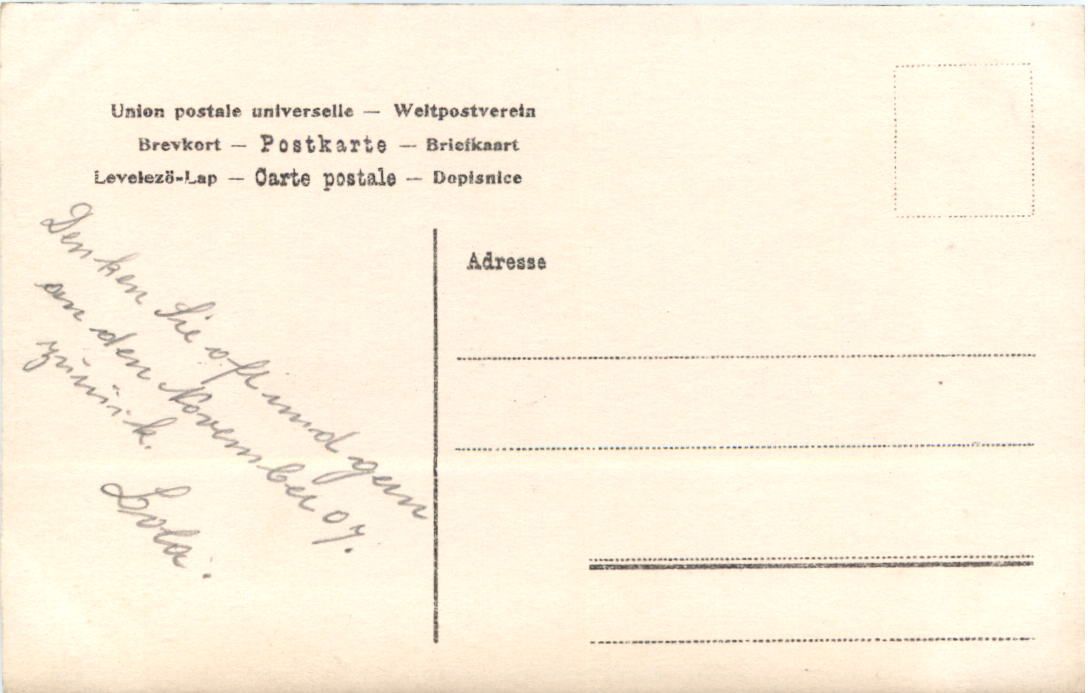 Union postale universelle — Weltpostverein
Brevkort — Postkarte — Briefkaart
Levelező-Lap — Carte postale — Dopisnice
Adresse
Denken Sie oft und gern
an den November 07.
zurück.
Lola.